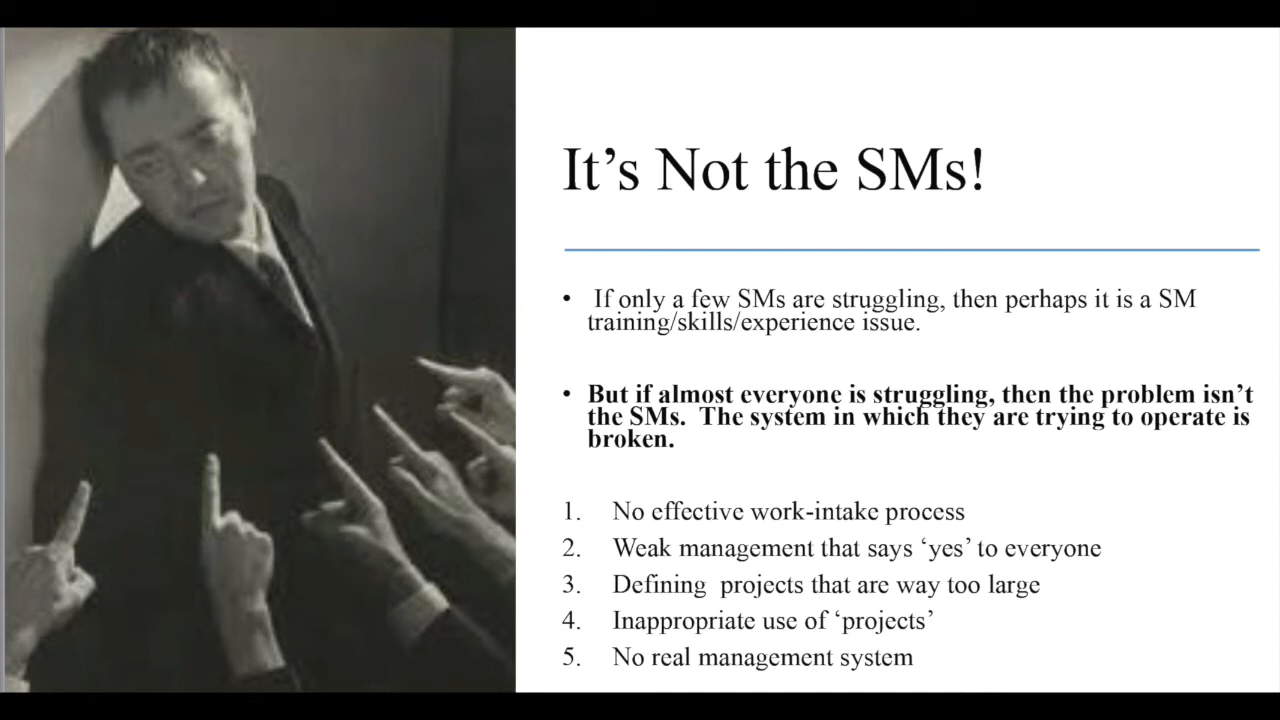 It’s Not the SMs!
• If only a few SMs are struggling, then perhaps it is a SM
training/skills/experience issue.
• But if almost everyone is struggling, then the problem isn’t
the SMs.  The system in which they are trying to operate is
broken.
1. No effective work-intake process
2. Weak management that says ‘yes’ to everyone
3. Defining  projects that are way too large
4. Inappropriate use of ‘projects’
5. No real management system